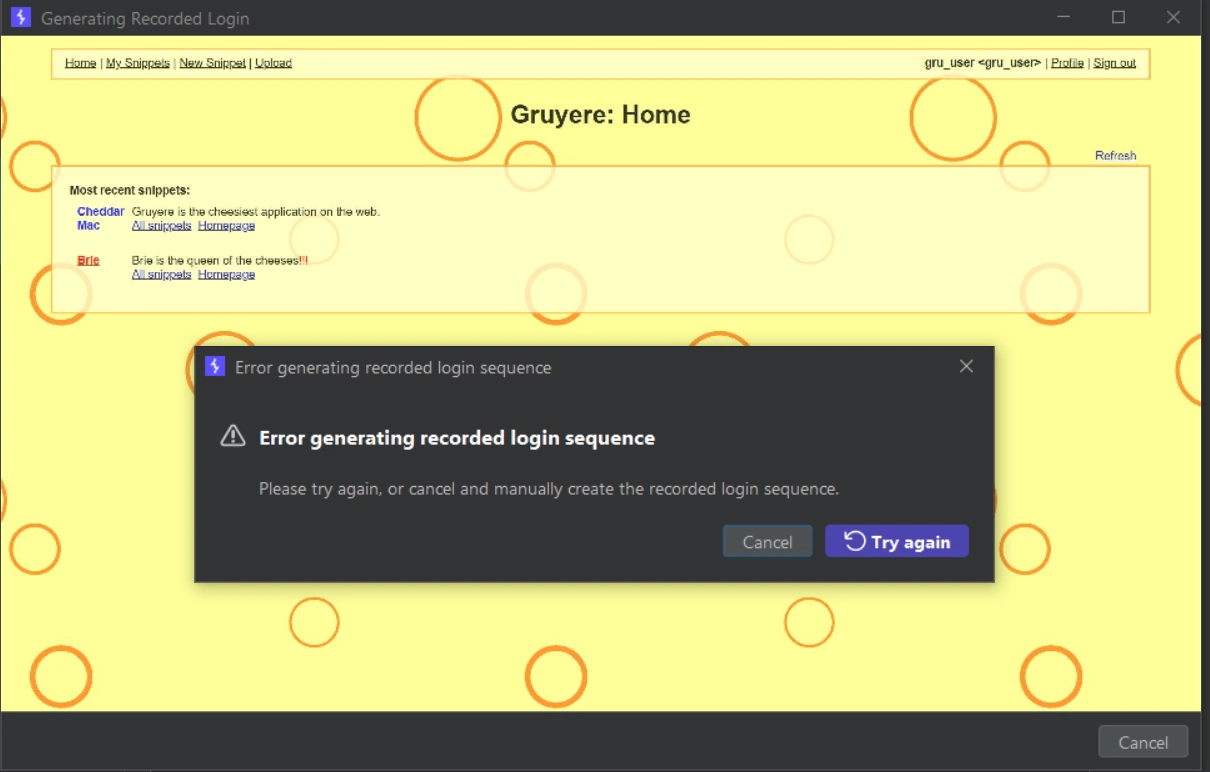 Generating Recorded Login
Home | My Snippets | New Snippet | Upload
gru_user <gru_user> | Profile | Sign out
Gruyere: Home
Refresh
Most recent snippets:
Cheddar Gruyere is the cheesiest application on the web.
Mac All snippets Homepage
Brie Brie is the queen of the cheeses!!!
All snippets Homepage
Error generating recorded login sequence
Error generating recorded login sequence
Please try again, or cancel and manually create the recorded login sequence.
Cancel Try again
Cancel